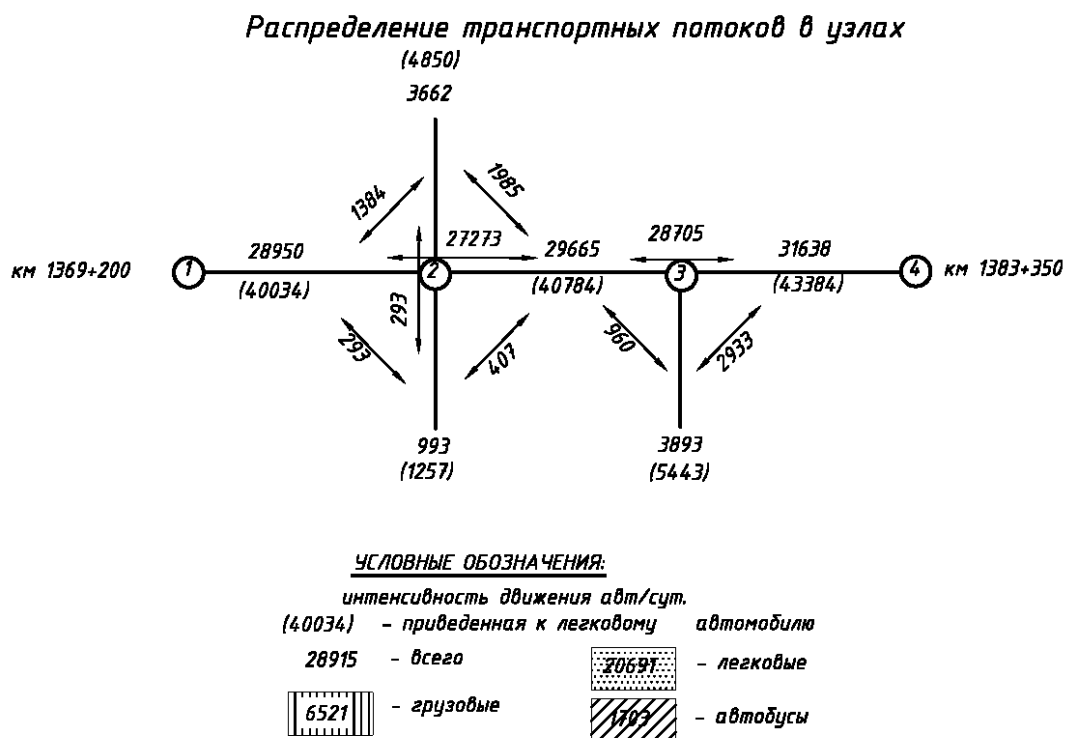 Распределение транспортных потоков в узлах
(4850)
3662
1384
1985
28950
27273
29665
28705
31638
км 1369+200
1
2
3
4
км 1383+350
(40034)
(40784)
(43384)
293
293
407
960
2933
993
(1257)
3893
(5443)
УСЛОВНЫЕ ОБОЗНАЧЕНИЯ:
интенсивность движения авт/сут.
(40034) - приведенная к легковому автомобилю
28915 - всего
20691 - легковые
6521 - грузовые
1703 - автобусы